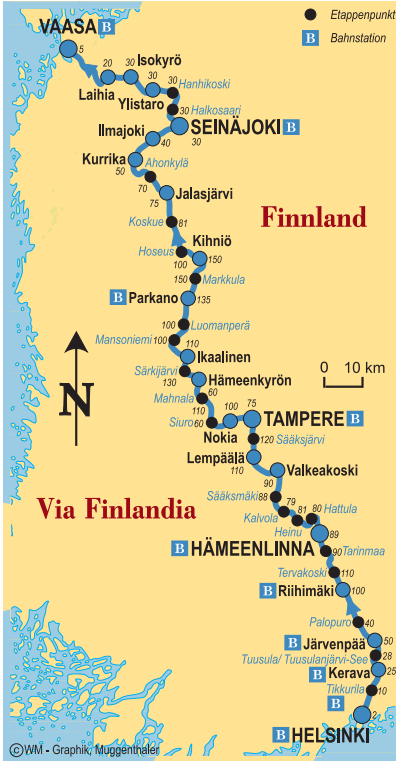 VAASA B
Etappenpunkt
B Bahnstation
5
20
30
Isokyrö
Laihia
30
Ylistaro
30
Hanhikoski
30
Halkosaari
Ilmajoki
SEINÄJOKI B
40
30
Kurrika
50
Ahonkylä
70
75
Jalasjärvi
Koskue
81
Finnland
Kihniö
Hoseus
100
150
150
Markkula
B Parkano
135
100
Luomanperä
Mansoniemi
100
110
Ikaalinen
Särkijärvi
130
Hämeenkyrön
0 10 km
N
Mahnala
60
110
Siuro
60
100
75
TAMPERE B
Nokia
120
Sääksjärvi
Lempäälä
110
Valkeakoski
90
Via Finlandia
Sääksmäki
88
79
Kalvola
81
80
Hattula
Heinu
89
B HÄMEENLINNA
90
Tarinmaa
Tervakoski
110
B Riihimäki
100
Palopuro
40
B Järvenpää
50
28
Tuusula/ Tuusulanjärvi-See
B Kerava
25
Tikkurila
10
B
2
B HELSINKI
©WM - Graphik, Muggenthaler